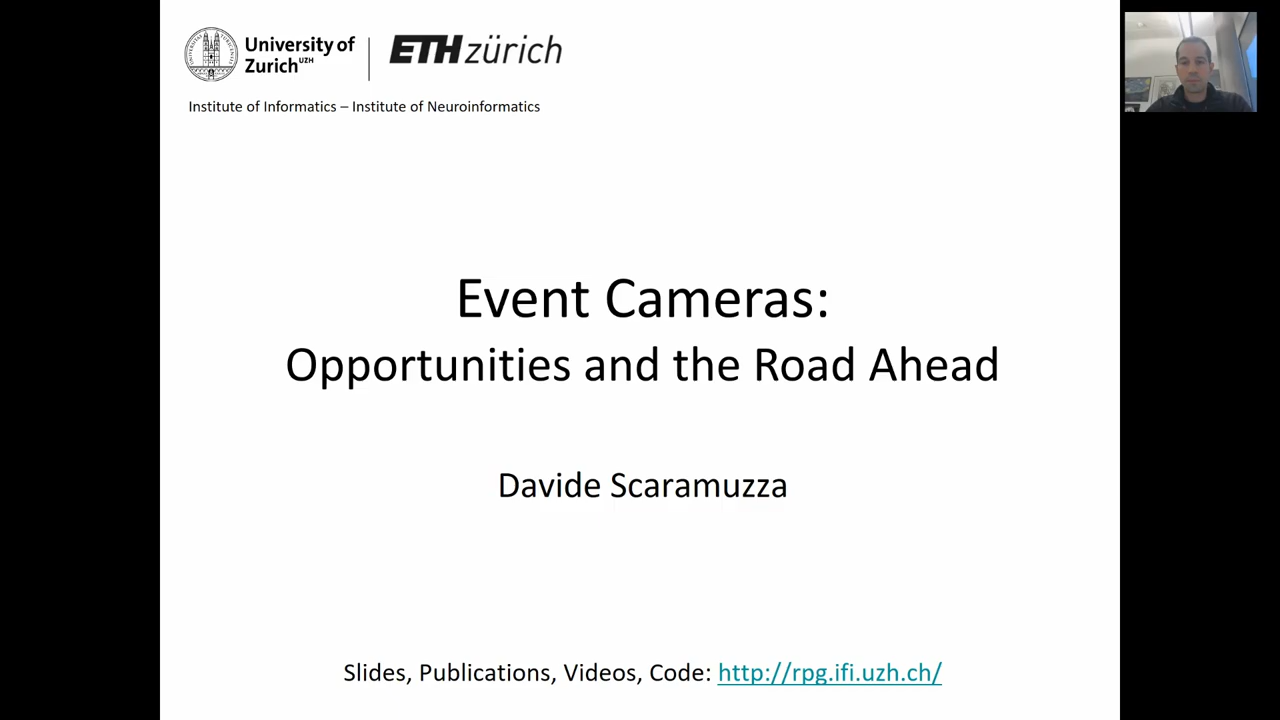 University of
Zurich UZH
ETH zürich
Institute of Informatics – Institute of Neuroinformatics
Event Cameras:
Opportunities and the Road Ahead
Davide Scaramuzza
Slides, Publications, Videos, Code: http://rpg.ifi.uzh.ch/